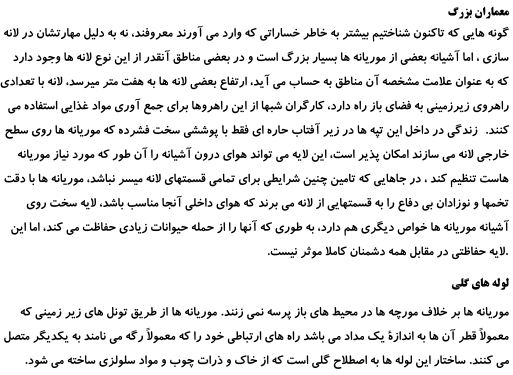 معماران بزرگ
گونه هایی که تاکنون شناختیم بیشتر به خاطر خساراتی که وارد می آورند معروفند، نه به دلیل مهارتشان در لانه
سازی ، اما آشیانه بعضی از موریانه ها بسیار بزرگ است و در بعضی مناطق آنقدر از این نوع لانه ها وجود دارد
که به عنوان علامت مشخصه آن مناطق به حساب می آید، ارتفاع بعضی لانه ها به هفت متر میرسد، لانه با تعدادی
راهروی زیرزمینی به فضای باز راه دارد، کارگران شبها از این راهروها برای جمع آوری مواد غذایی استفاده می
کنند. زندگی در داخل این تپه ها در زیر آفتاب حاره ای فقط با پوششی سخت فشرده که موریانه ها روی سطح
خارجی لانه می سازند امکان پذیر است، این لایه می تواند هوای درون آشیانه را آن طور که مورد نیاز موریانه
هاست تنظیم کند ، در جاهایی که تامین چنین شرایطی برای تمامی قسمتهای لانه میسر نباشد، موریانه ها با دقت
تخمها و نوزادان بی دفاع را به قسمتهایی از لانه می برند که هوای داخلی آنجا مناسب باشد، لایه سخت روی
آشیانه موریانه ها خواص دیگری هم دارد، به طوری که آنها را از حمله حیوانات زیادی حفاظت می کند، اما این
.لایه حفاظتی در مقابل همه دشمنان کاملا موثر نیست.
لوله های گلی
موریانه ها بر خلاف مورچه ها در محیط های باز پرسه نمی زنند. موریانه ها از طریق تونل های زیر زمینی که
معمولاً قطر آن ها به اندازهٔ یک مداد می باشد راه های ارتباطی خود را که معمولاً رگه می نامند به یکدیگر متصل
می کنند. ساختار این لوله ها به اصطلاح گلی است که از خاک و ذرات چوب و مواد سلولزی ساخته می شود.